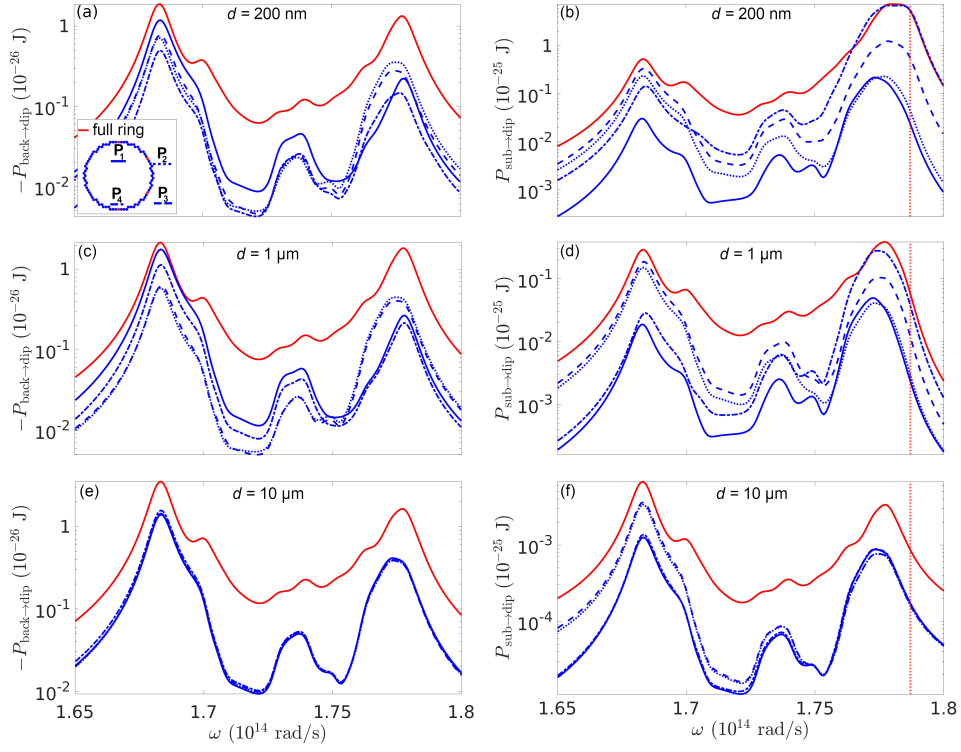 (a) d = 200 nm
−P_back→dip (10⁻²⁶ J)
1
10⁻¹
10⁻²
full ring
P₁ P₂
P₄ P₃
(b) d = 200 nm
P_sub→dip (10⁻²⁵ J)
1
10⁻¹
10⁻²
10⁻³
(c) d = 1 µm
−P_back→dip (10⁻²⁶ J)
1
10⁻¹
10⁻²
(d) d = 1 µm
P_sub→dip (10⁻²⁵ J)
10⁻¹
10⁻²
10⁻³
(e) d = 10 µm
−P_back→dip (10⁻²⁶ J)
1
10⁻¹
10⁻²
1.65 1.7 1.75 1.8
ω (10¹⁴ rad/s)
(f) d = 10 µm
P_sub→dip (10⁻²⁵ J)
10⁻³
10⁻⁴
1.65 1.7 1.75 1.8
ω (10¹⁴ rad/s)